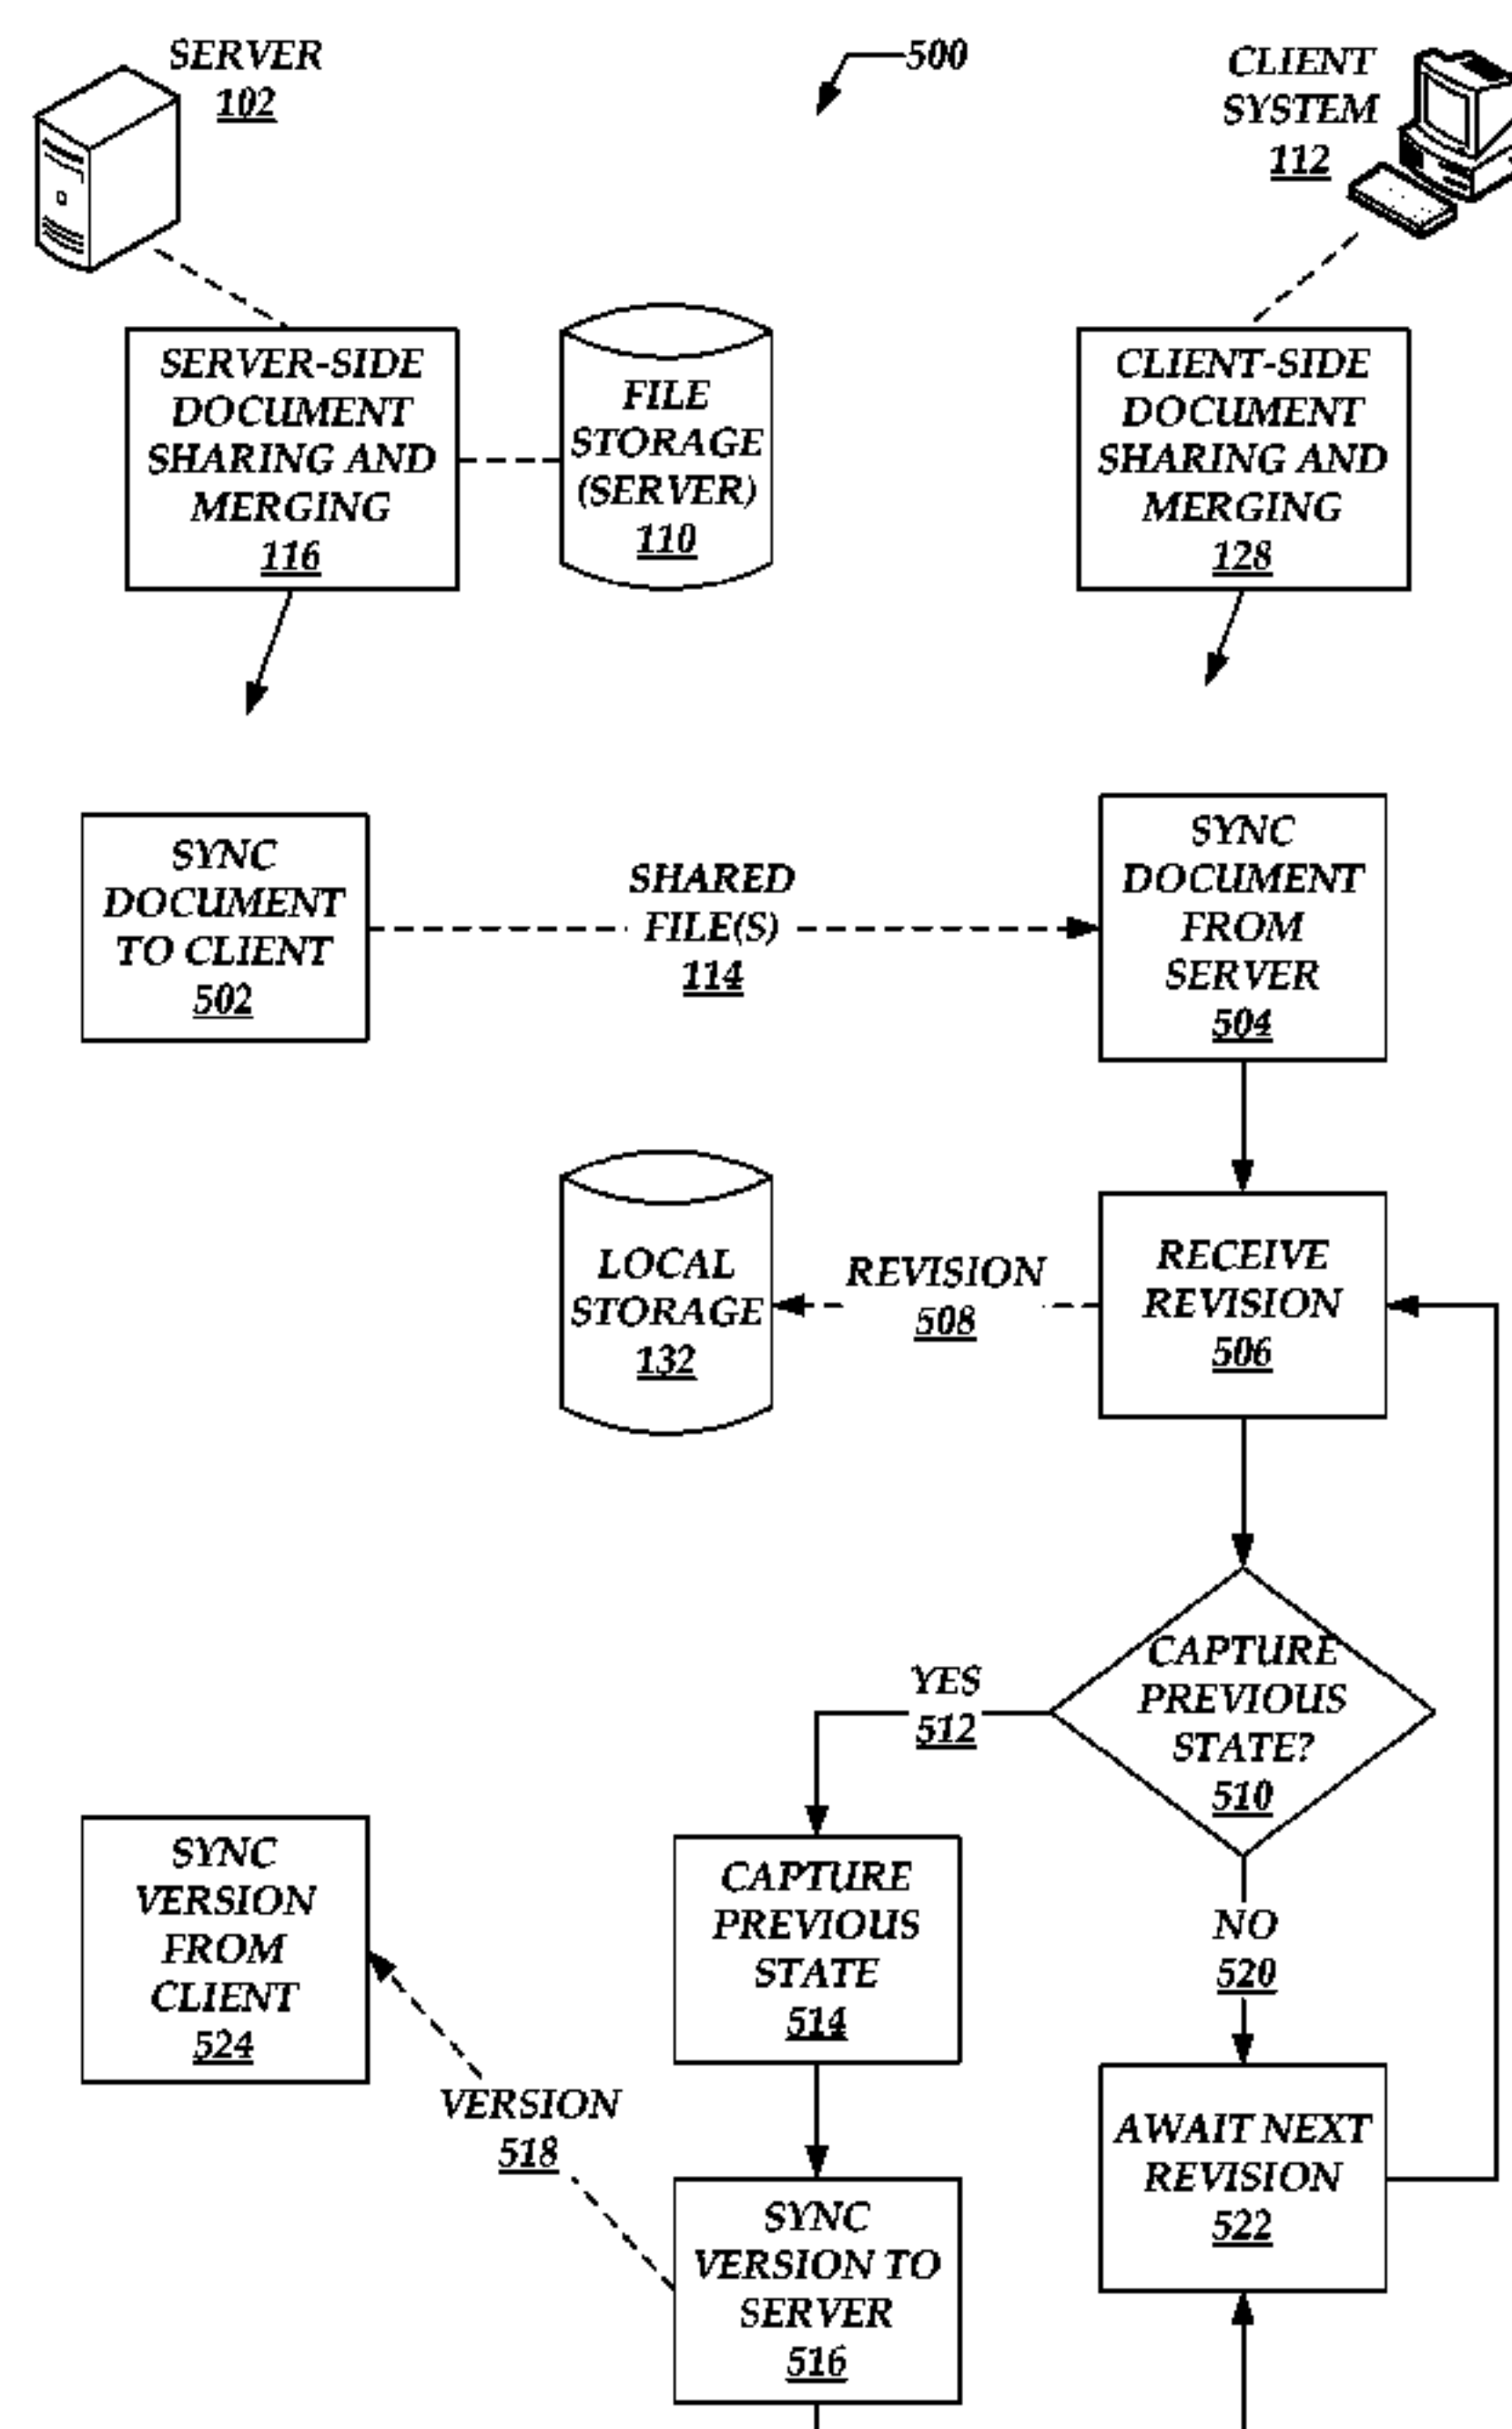 SERVER
102
500
CLIENT
SYSTEM
112
SERVER-SIDE
DOCUMENT
SHARING AND
MERGING
116
FILE
STORAGE
(SERVER)
110
CLIENT-SIDE
DOCUMENT
SHARING AND
MERGING
128
SYNC
DOCUMENT
TO CLIENT
502
SHARED
FILE(S)
114
SYNC
DOCUMENT
FROM
SERVER
504
LOCAL
STORAGE
132
REVISION
508
RECEIVE
REVISION
506
YES
512
CAPTURE
PREVIOUS
STATE?
510
SYNC
VERSION
FROM
CLIENT
524
CAPTURE
PREVIOUS
STATE
514
NO
520
VERSION
518
AWAIT NEXT
REVISION
522
SYNC
VERSION TO
SERVER
516